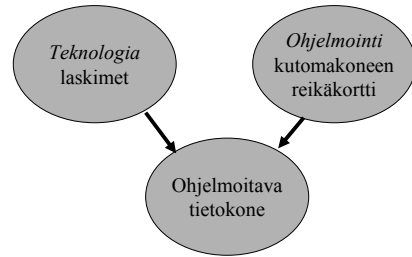 Teknologia
laskimet
Ohjelmointi
kutomakoneen
reikäkortti
Ohjelmoitava
tietokone